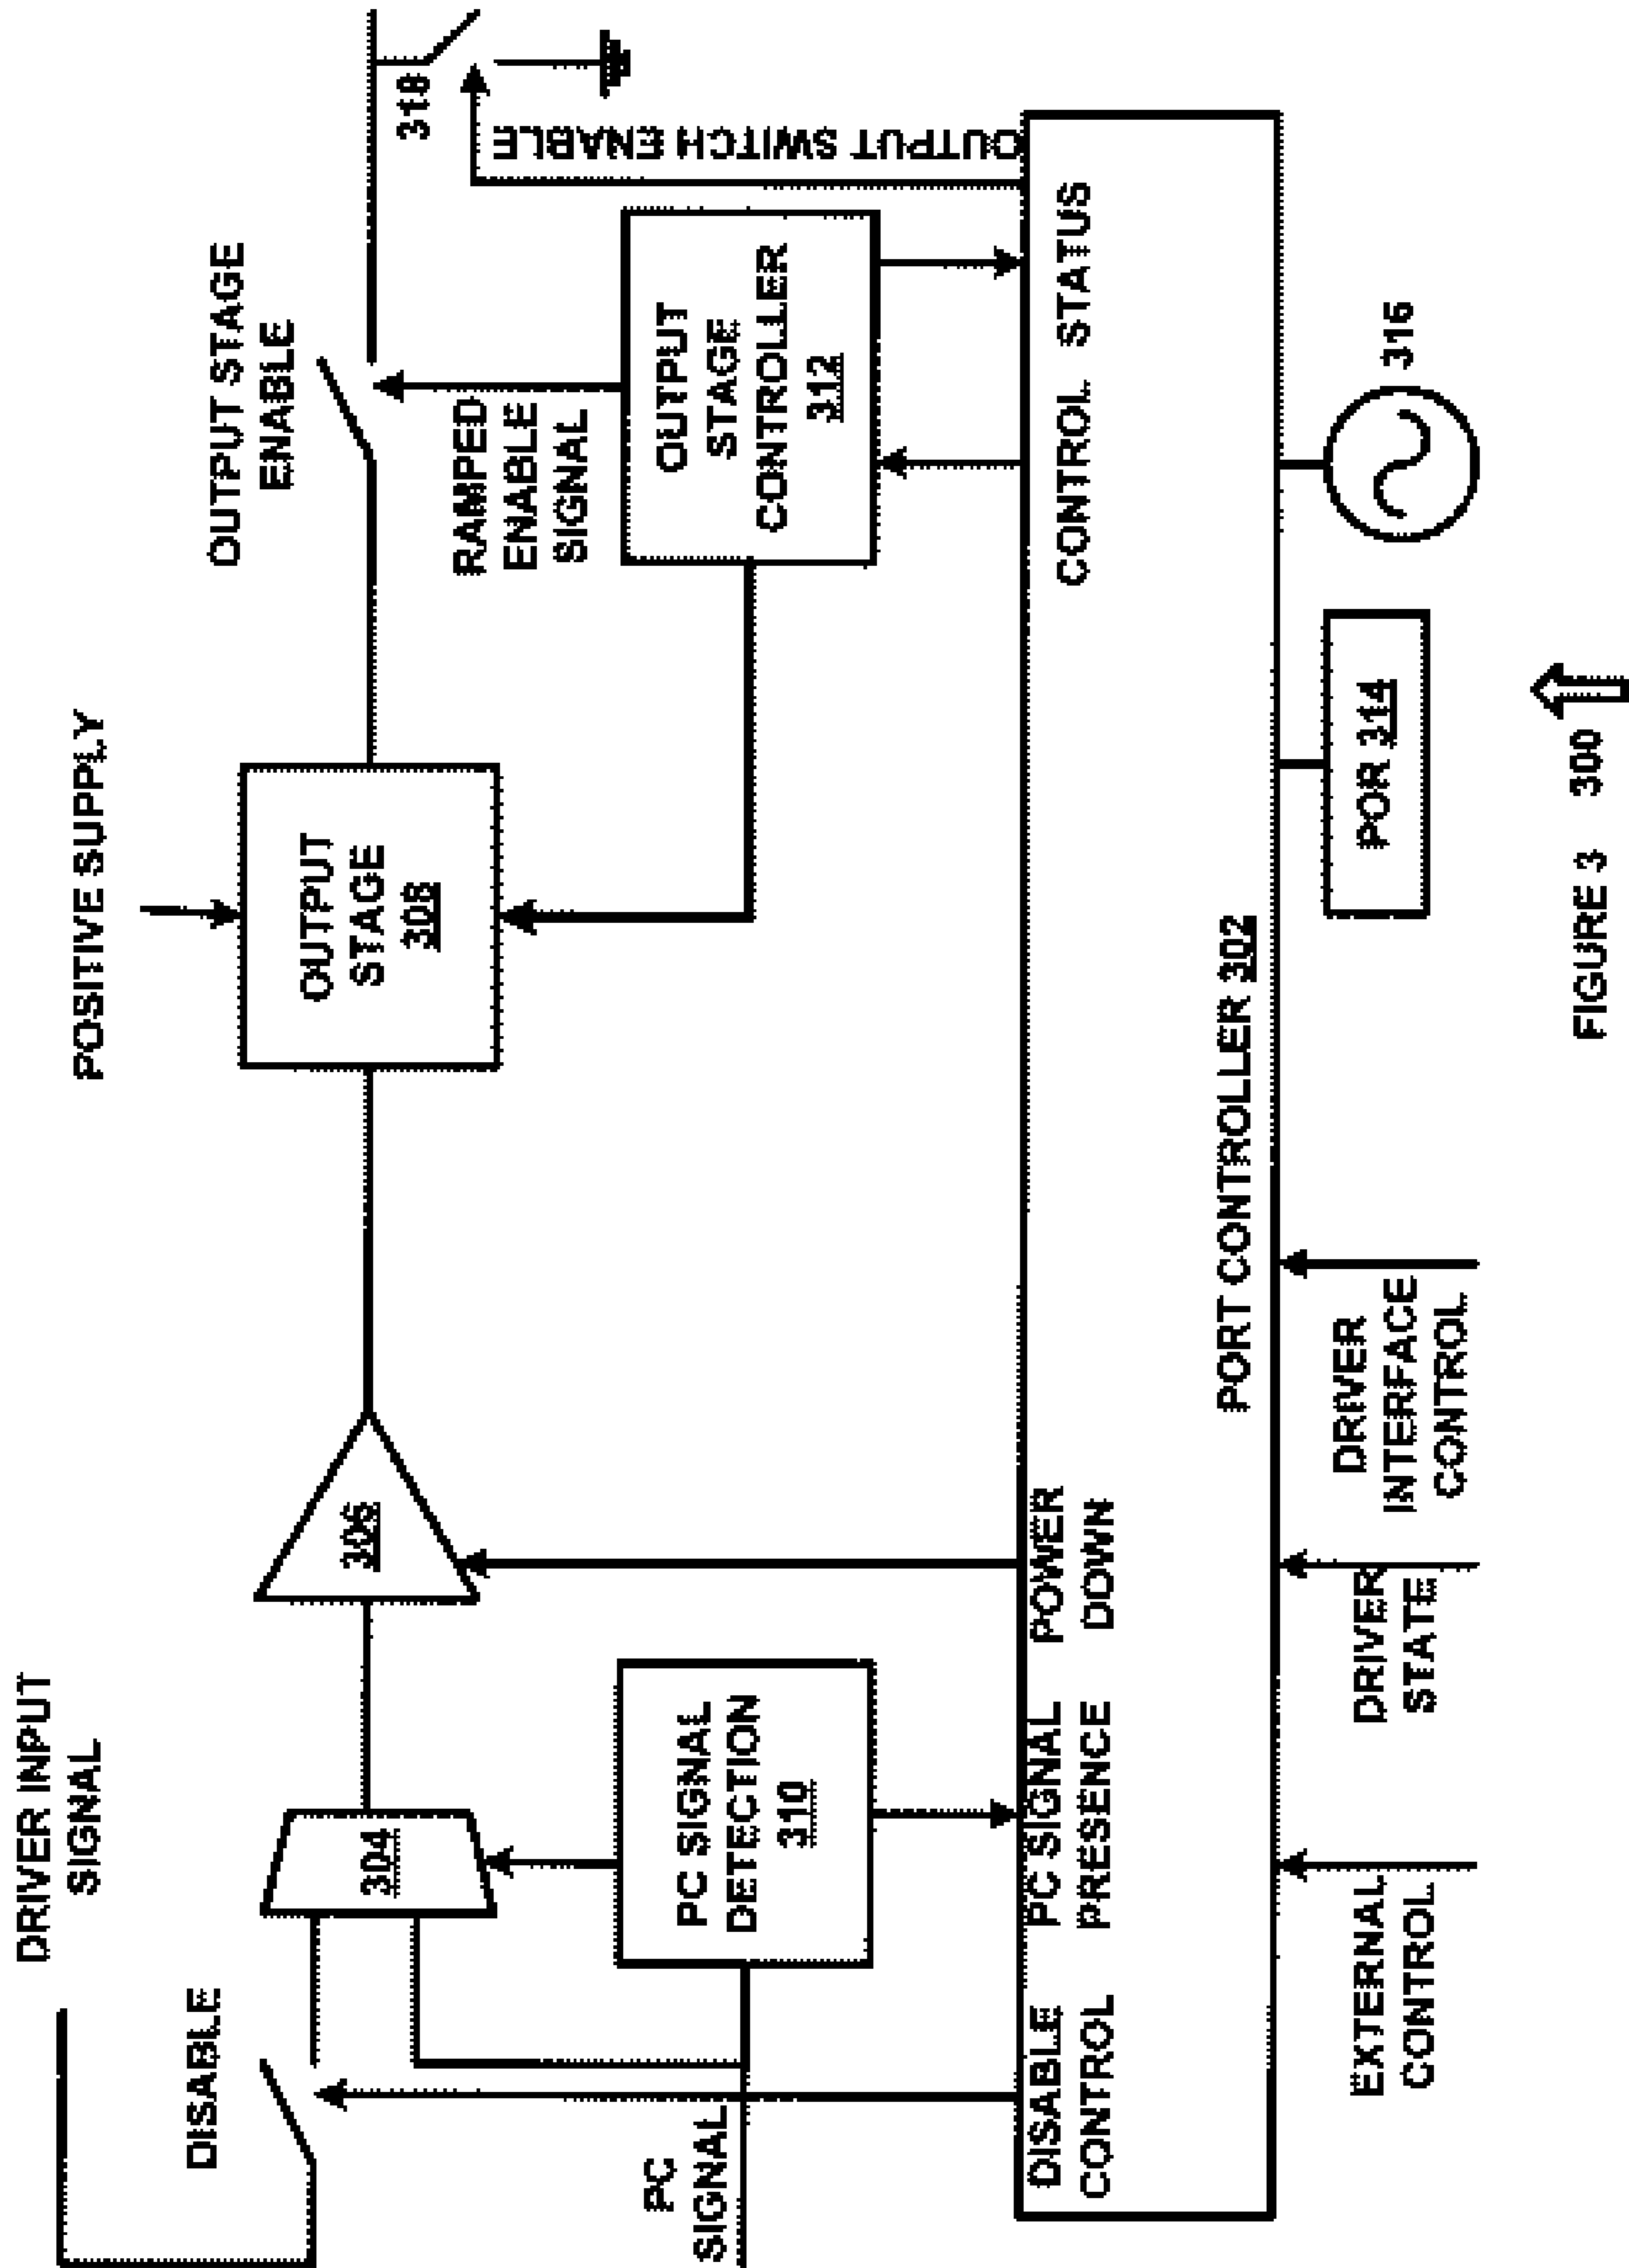 DRIVER INPUT
SIGNAL
DISABLE
304
306
POSITIVE SUPPLY
OUTPUT
STAGE
308
OUTPUT STAGE
ENABLE
318
RAMPED
ENABLE
SIGNAL
OUTPUT SWITCH ENABLE
PC
SIGNAL
PC SIGNAL
DETECTION
310
OUTPUT
STAGE
CONTROLLER
312
DISABLE
CONTROL
PC SIGNAL
PRESENCE
POWER
DOWN
CONTROL STATUS
PORT CONTROLLER 302
EXTERNAL
CONTROL
DRIVER
STATE
DRIVER
INTERFACE
CONTROL
POR 314
316
FIGURE 3 300